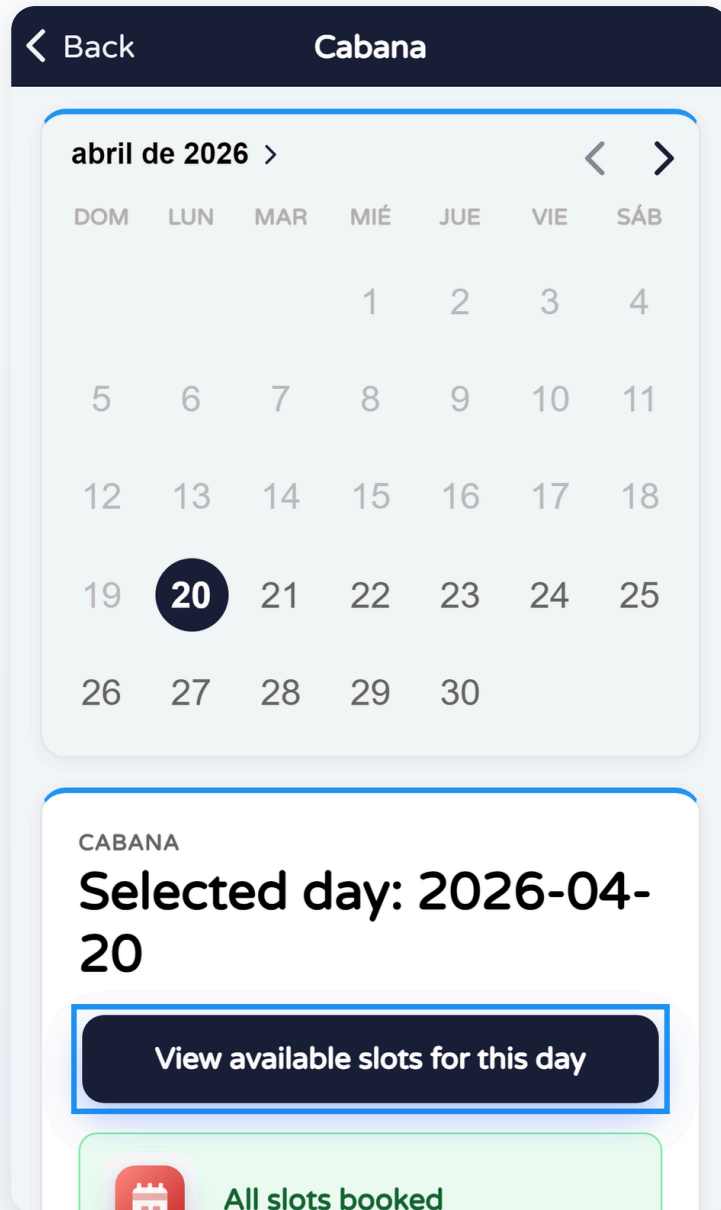 Back Cabana
abril de 2026
DOM LUN MAR MIÉ JUE VIE SÁB
1 2 3 4
5 6 7 8 9 10 11
12 13 14 15 16 17 18
19 20 21 22 23 24 25
26 27 28 29 30
CABANA
Selected day: 2026-04-
20
View available slots for this day
All slots booked